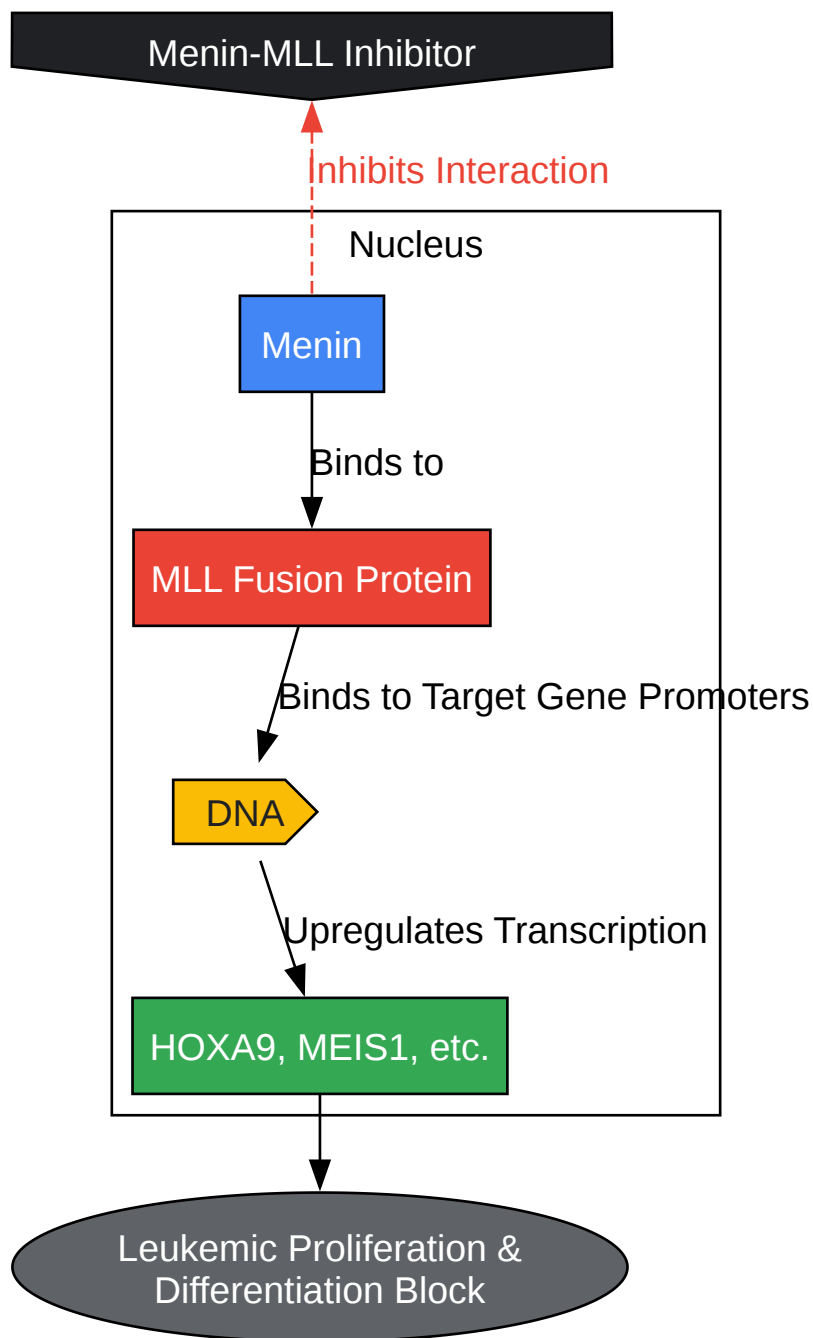 Menin-MLL Inhibitor
Inhibits Interaction
Nucleus
Menin
Binds to
MLL Fusion Protein
Binds to Target Gene Promoters
DNA
Upregulates Transcription
HOXA9, MEIS1, etc.
Leukemic Proliferation &
Differentiation Block